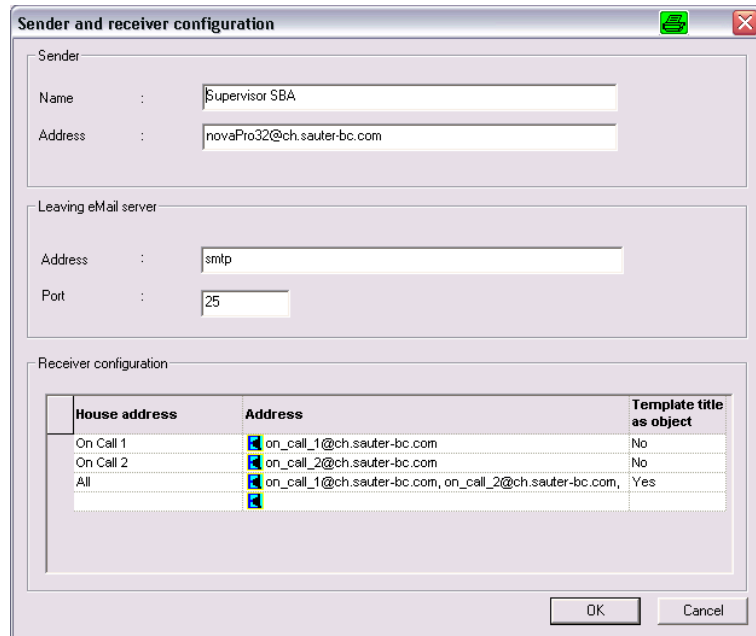 Sender and receiver configuration
Sender
Name :
Supervisor SBA
Address :
novaPro32@ch.sauter-bc.com
Leaving eMail server
Address :
smtp
Port :
25
Receiver configuration
House address Address Template title as object
On Call 1 on_call_1@ch.sauter-bc.com No
On Call 2 on_call_2@ch.sauter-bc.com No
All on_call_1@ch.sauter-bc.com, on_call_2@ch.sauter-bc.com, Yes
OK Cancel